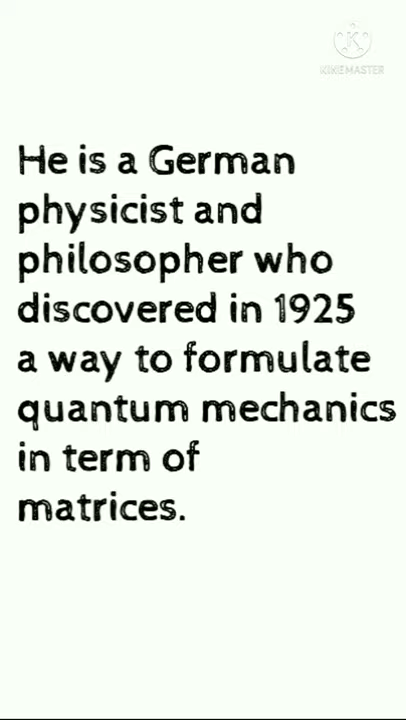 K
KINEMASTER
He is a German
physicist and
philosopher who
discovered in 1925
a way to formulate
quantum mechanics
in term of
matrices.